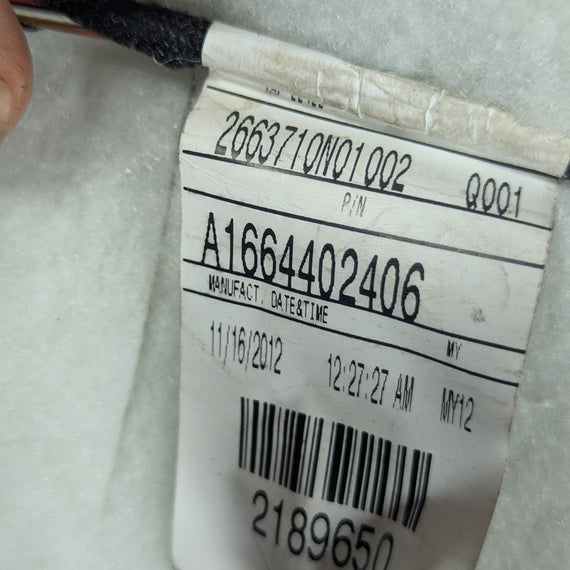 2663710N01002 Q001
P/N
A1664402406
MANUFACT. DATE&TIME MY
11/16/2012 12:27:27 AM MY12
2189650